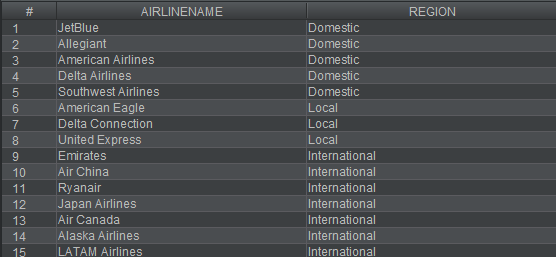 # AIRLINENAME REGION
1 JetBlue Domestic
2 Allegiant Domestic
3 American Airlines Domestic
4 Delta Airlines Domestic
5 Southwest Airlines Domestic
6 American Eagle Local
7 Delta Connection Local
8 United Express Local
9 Emirates International
10 Air China International
11 Ryanair International
12 Japan Airlines International
13 Air Canada International
14 Alaska Airlines International
15 LATAM Airlines International